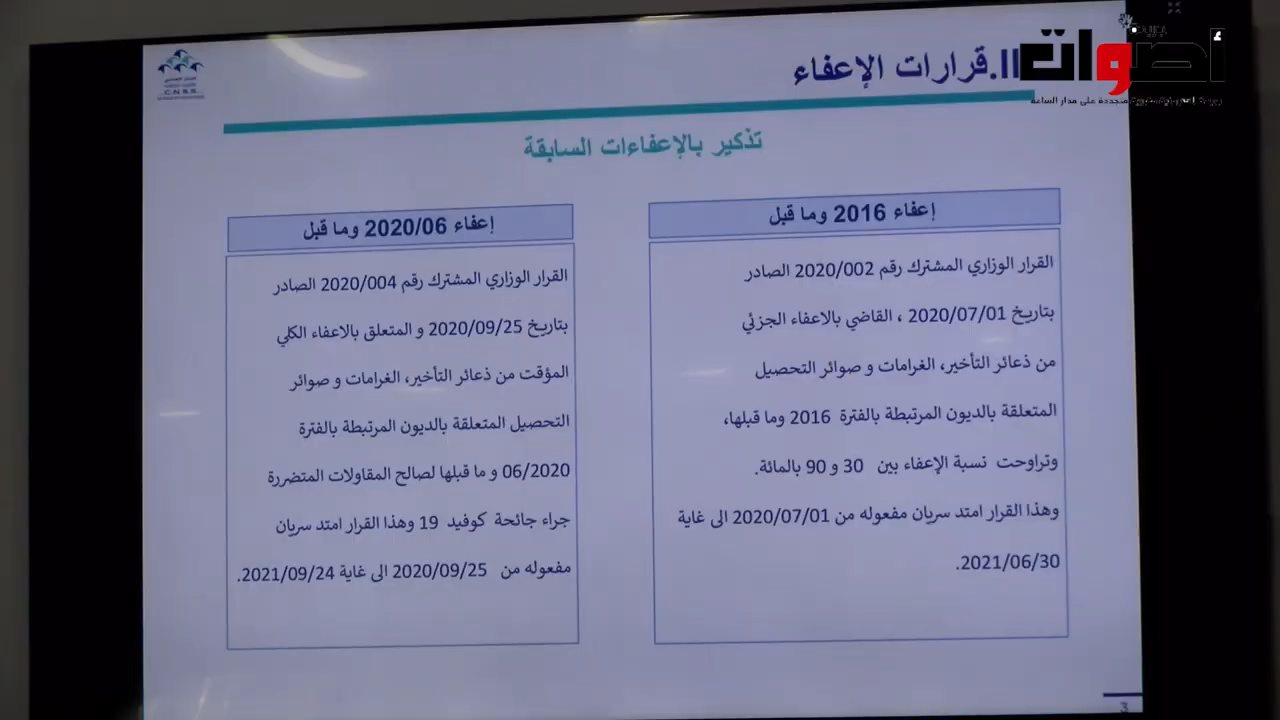 أصوات
II.قرارات الإعفاء
C.N.S.S
تذكير بالإعفاءات السابقة
إعفاء 2016 وما قبل
القرار الوزاري المشترك رقم 2020/002 الصادر
بتاريخ 2020/07/01 ، القاضي بالاعفاء الجزئي
من ذعائر التأخير، الغرامات و صوائر التحصيل
المتعلقة بالديون المرتبطة بالفترة 2016 وما قبلها،
وتراوحت نسبة الإعفاء بين 30 و 90 بالمائة.
وهذا القرار امتد سريان مفعوله من 2020/07/01 الى غاية
2021/06/30.
إعفاء 2020/06 وما قبل
القرار الوزاري المشترك رقم 2020/004 الصادر
بتاريخ 2020/09/25 و المتعلق بالاعفاء الكلي
المؤقت من ذعائر التأخير، الغرامات و صوائر
التحصيل المتعلقة بالديون المرتبطة بالفترة
06/2020 و ما قبلها لصالح المقاولات المتضررة
جراء جائحة كوفيد 19 وهذا القرار امتد سريان
مفعوله من 2020/09/25 الى غاية 2021/09/24.
3